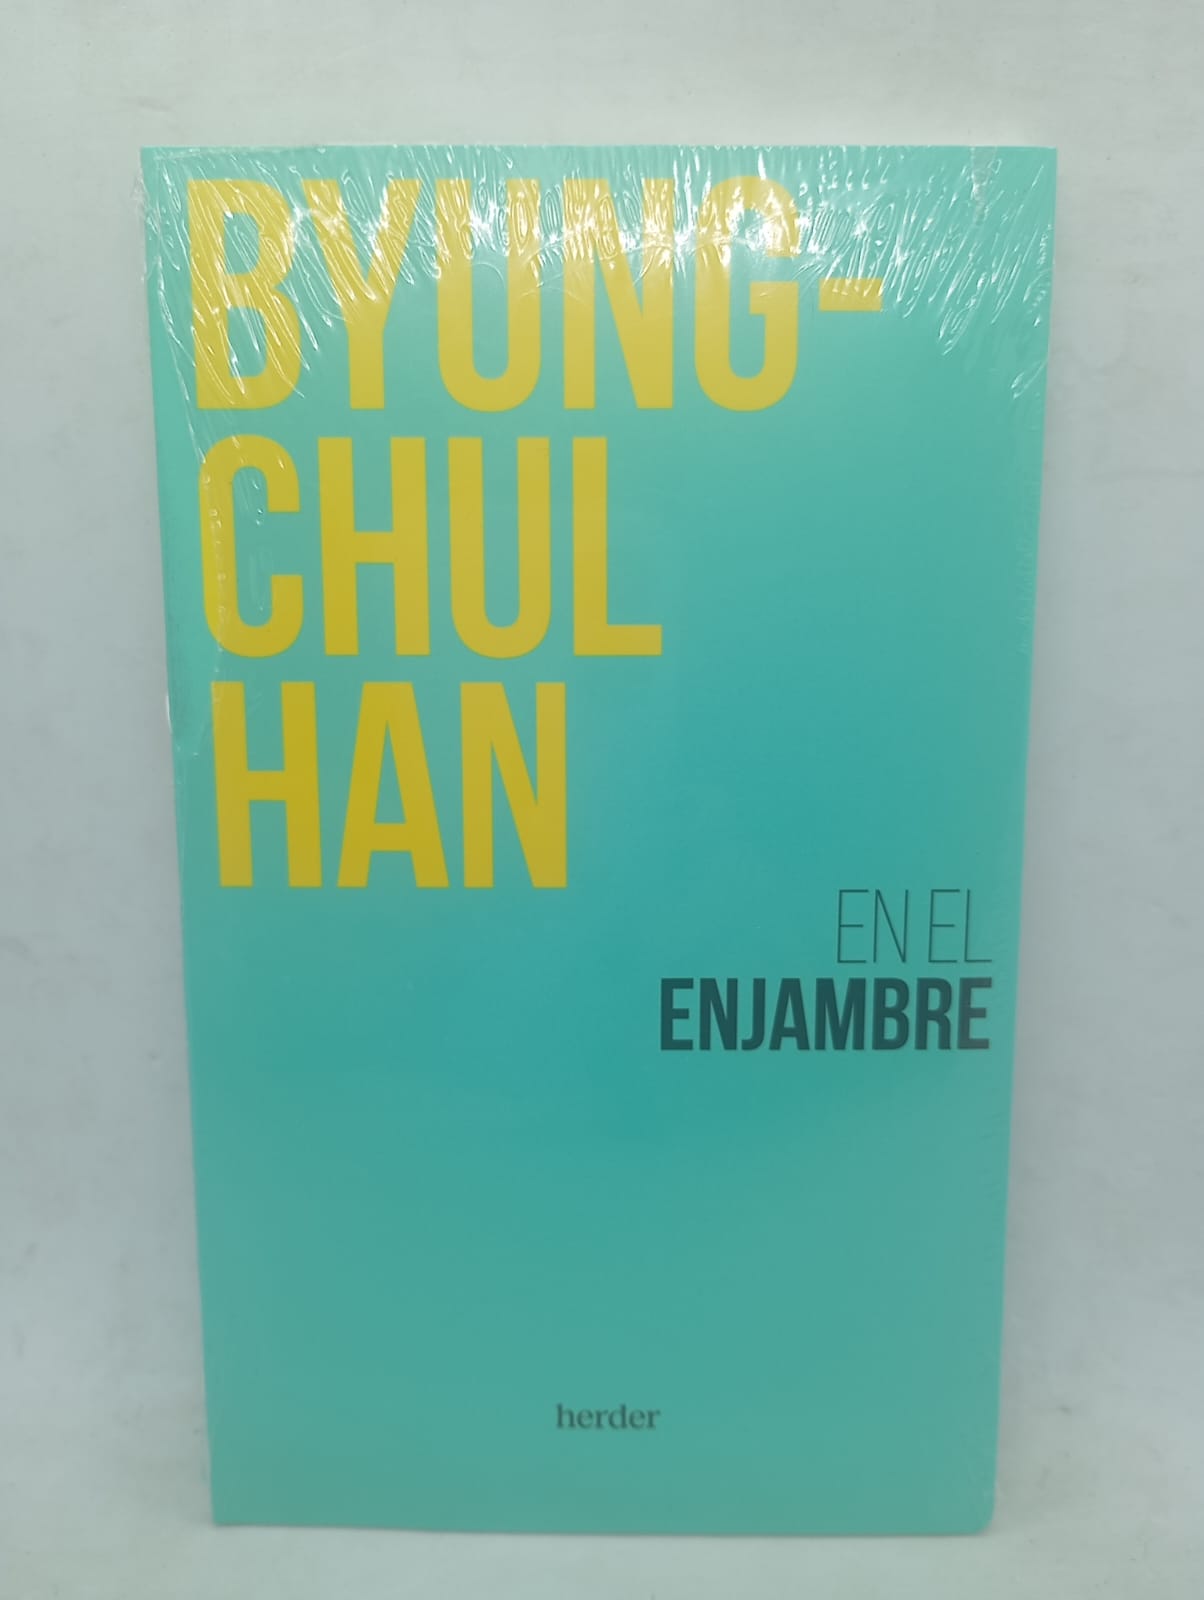 BYUNG-
CHUL
HAN
EN EL
ENJAMBRE
herder